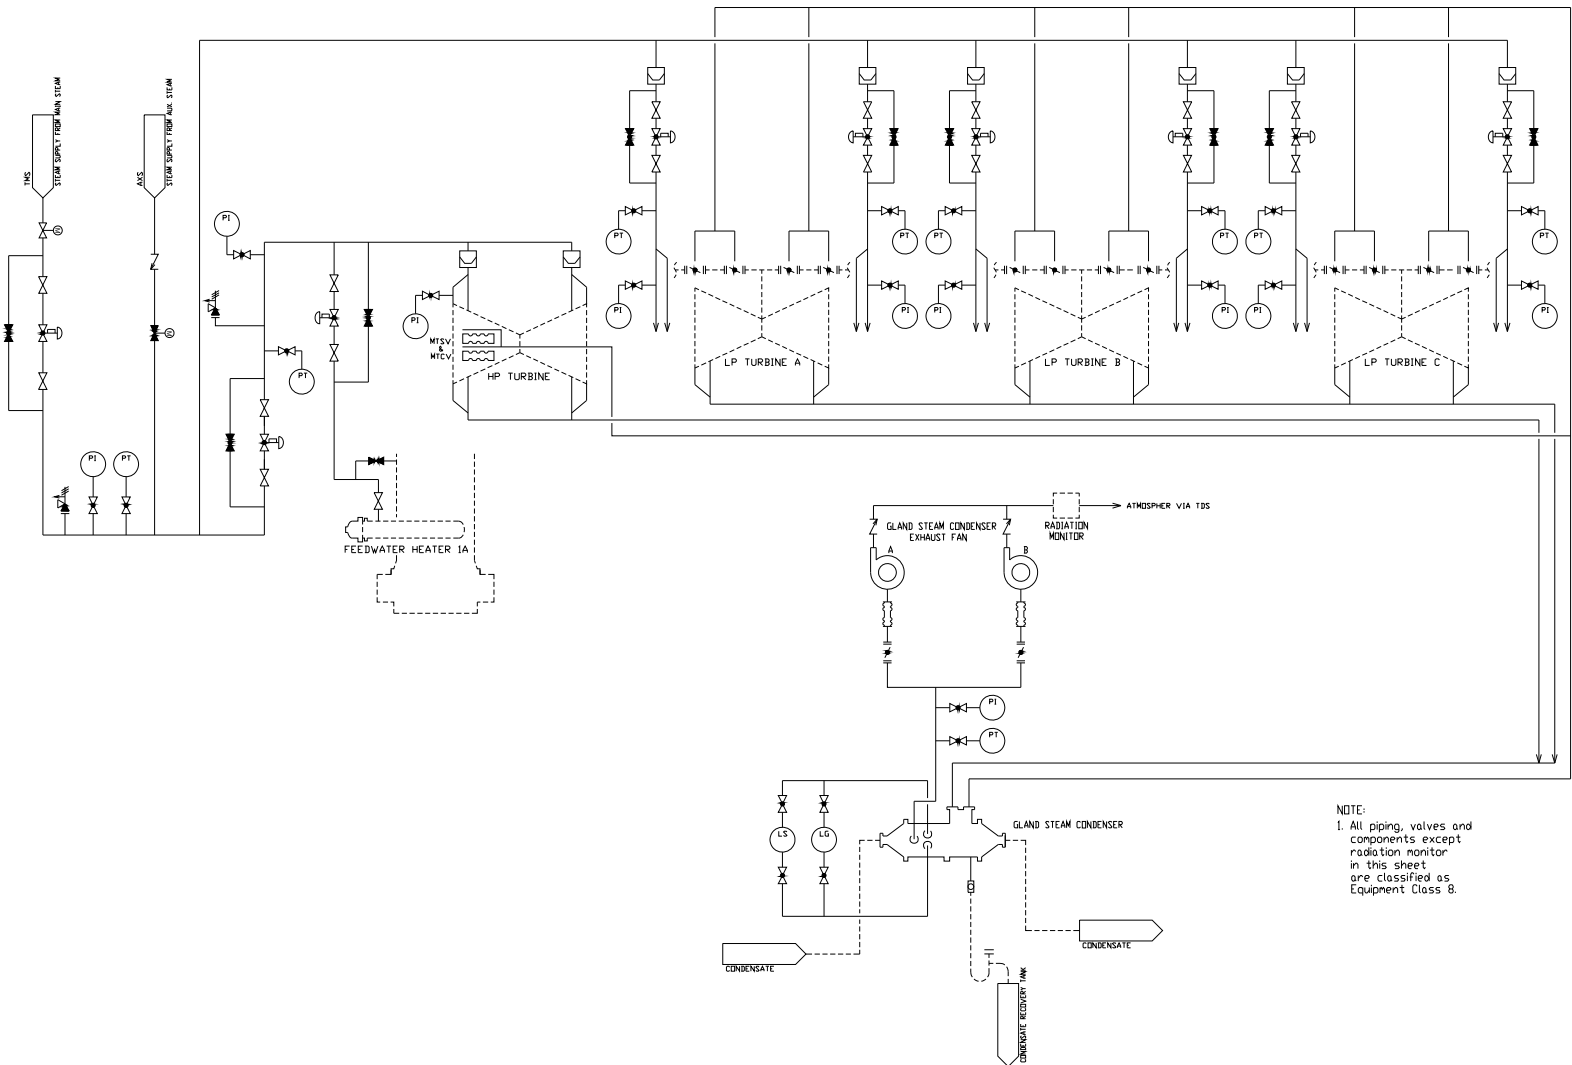 STEAM SUPPLY FROM MAIN STEAM
TMS
STEAM SUPPLY FROM AUX. STEAM
AXS
PI
PT
PI
PT
PI
PT
PI
PT
PT
PT
PT
PT
PI
PI
PI
PI
PI
PI
M
M
MTSV
&
MTCV
HP TURBINE
LP TURBINE A
LP TURBINE B
LP TURBINE C
PI
PT
FEEDWATER HEATER 1A
ATMOSPHER VIA TDS
GLAND STEAM CONDENSER
EXHAUST FAN
RADIATION
MONITOR
A
B
PI
PT
LS
LG
GLAND STEAM CONDENSER
CONDENSATE
CONDENSATE
CONDENSATE RECOVERY TANK
NOTE:
1. All piping, valves and
components except
radiation monitor
in this sheet
are classified as
Equipment Class 8.